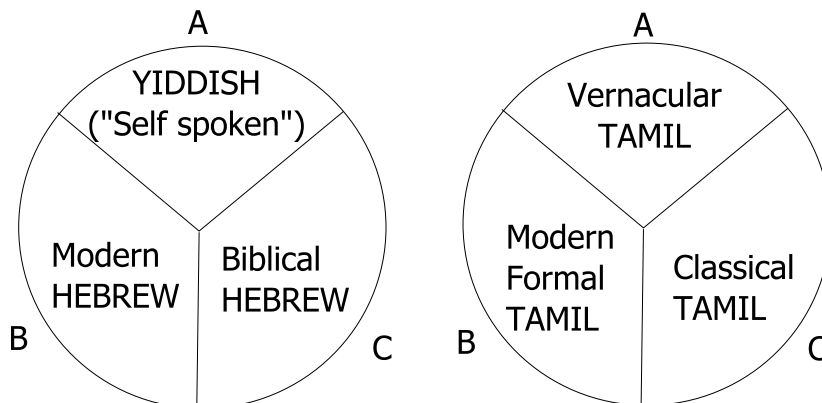 A
YIDDISH
("Self spoken")
Modern
HEBREW
Biblical
HEBREW
B
C
A
Vernacular
TAMIL
Modern
Formal
TAMIL
Classical
TAMIL
B
C